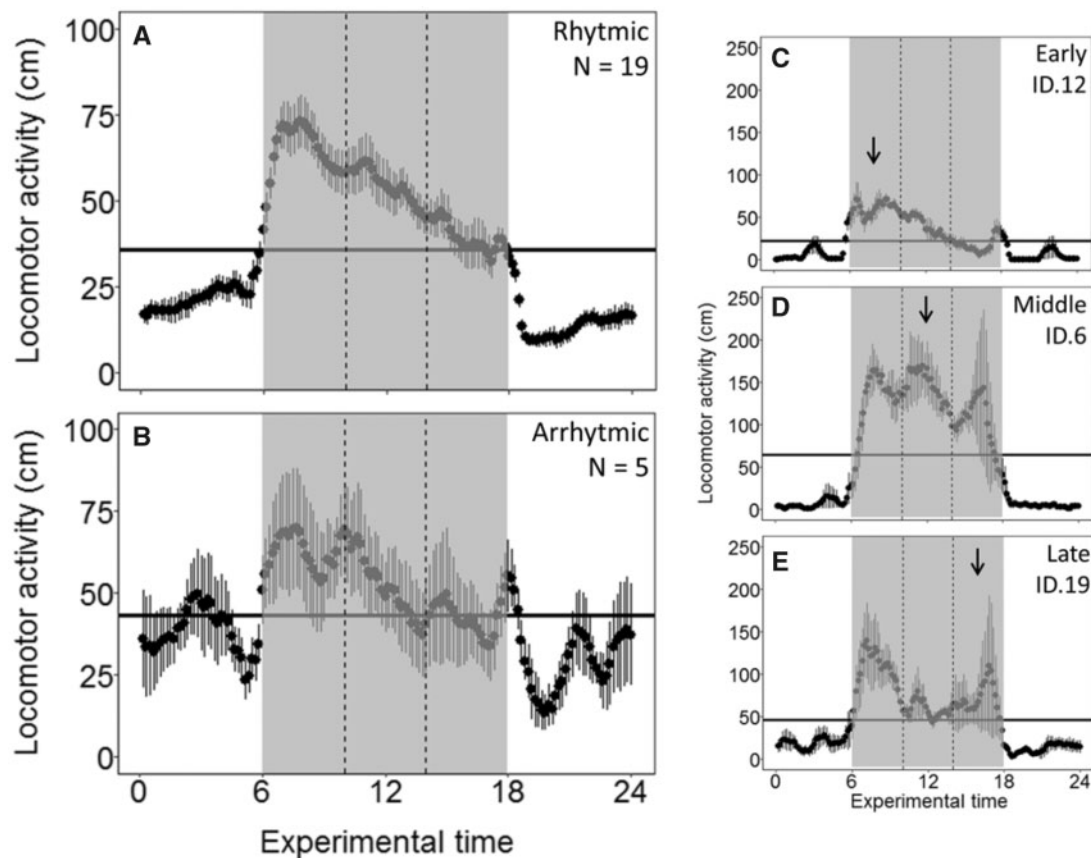 A
Rhytmic
N = 19
Locomotor activity (cm)
100
75
50
25
0
B
Arrhytmic
N = 5
Locomotor activity (cm)
100
75
50
25
0
0 6 12 18 24
Experimental time
C
Early
ID.12
250
200
150
100
50
0
D
Middle
ID.6
Locomotor activity (cm)
250
200
150
100
50
0
E
Late
ID.19
250
200
150
100
50
0
0 6 12 18 24
Experimental time